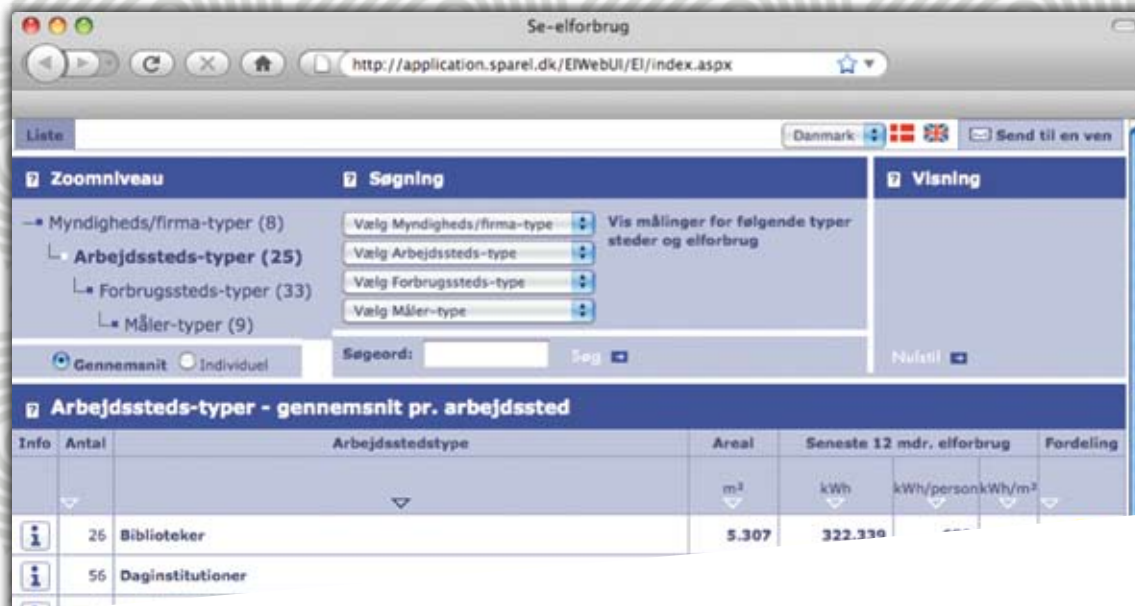 Se-elforbrug
http://application.sparel.dk/ElWebUI/El/index.aspx
Liste
Danmark
Send til en ven
Zoomniveau
Søgning
Visning
Myndigheds/firma-typer (8)
Arbejdssteds-typer (25)
Forbrugssteds-typer (33)
Måler-typer (9)
Gennemsnit Individuel
Vælg Myndigheds/firma-type
Vælg Arbejdssteds-type
Vælg Forbrugssteds-type
Vælg Måler-type
Vis målinger for følgende typer
steder og elforbrug
Søgeord:
Søg
Nulstil
Arbejdssteds-typer - gennemsnit pr. arbejdssted
Info Antal Arbejdsstedstype Areal Seneste 12 mdr. elforbrug Fordeling
m² kWh kWh/person kWh/m²
26 Biblioteker 5.307 322.339
56 Daginstitutioner